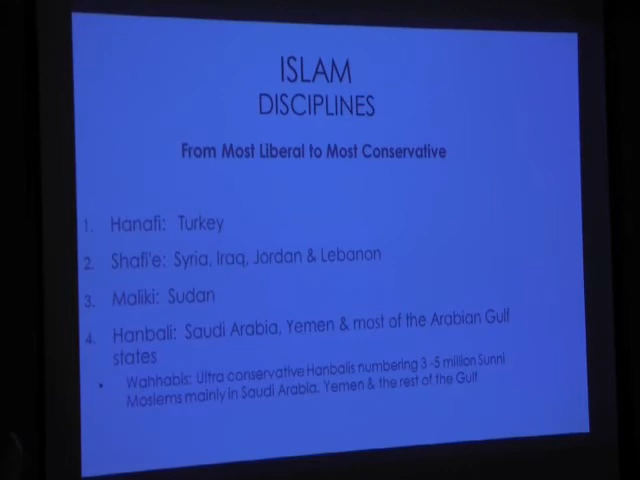 ISLAM
DISCIPLINES
From Most Liberal to Most Conservative
1. Hanafi: Turkey
2. Shafi'e: Syria, Iraq, Jordan & Lebanon
3. Maliki: Sudan
4. Hanbali: Saudi Arabia, Yemen & most of the Arabian Gulf
states
• Wahhabis: Ultra conservative Hanbalis numbering 3 -5 million Sunni
Moslems mainly in Saudi Arabia, Yemen & the rest of the Gulf